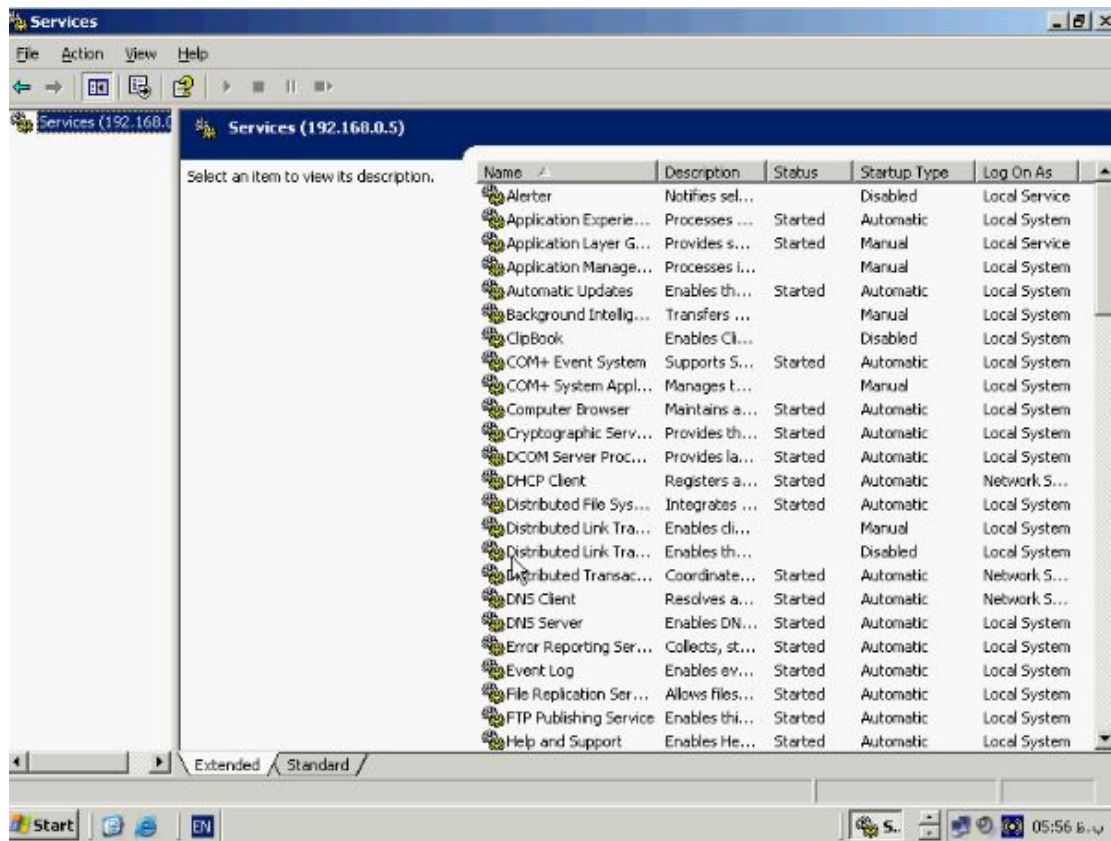 Services
File Action View Help
Services (192.168.0
Services (192.168.0.5)
Select an item to view its description.
Name Description Status Startup Type Log On As
Alerter Notifies sel... Disabled Local Service
Application Experie... Processes ... Started Automatic Local System
Application Layer G... Provides s... Started Manual Local Service
Application Manage... Processes i... Manual Local System
Automatic Updates Enables th... Started Automatic Local System
Background Intellig... Transfers ... Manual Local System
ClipBook Enables Cli... Disabled Local System
COM+ Event System Supports S... Started Automatic Local System
COM+ System Appl... Manages t... Manual Local System
Computer Browser Maintains a... Started Automatic Local System
Cryptographic Serv... Provides th... Started Automatic Local System
DCOM Server Proc... Provides la... Started Automatic Local System
DHCP Client Registers a... Started Automatic Network S...
Distributed File Sys... Integrates ... Started Automatic Local System
Distributed Link Tra... Enables cli... Manual Local System
Distributed Link Tra... Enables th... Disabled Local System
Distributed Transac... Coordinate... Started Automatic Network S...
DNS Client Resolves a... Started Automatic Network S...
DNS Server Enables DN... Started Automatic Local System
Error Reporting Ser... Collects, st... Started Automatic Local System
Event Log Enables ev... Started Automatic Local System
File Replication Ser... Allows files... Started Automatic Local System
FTP Publishing Service Enables thi... Started Automatic Local System
Help and Support Enables He... Started Automatic Local System
Extended Standard
Start EN S.. 05:56 ب.ظ